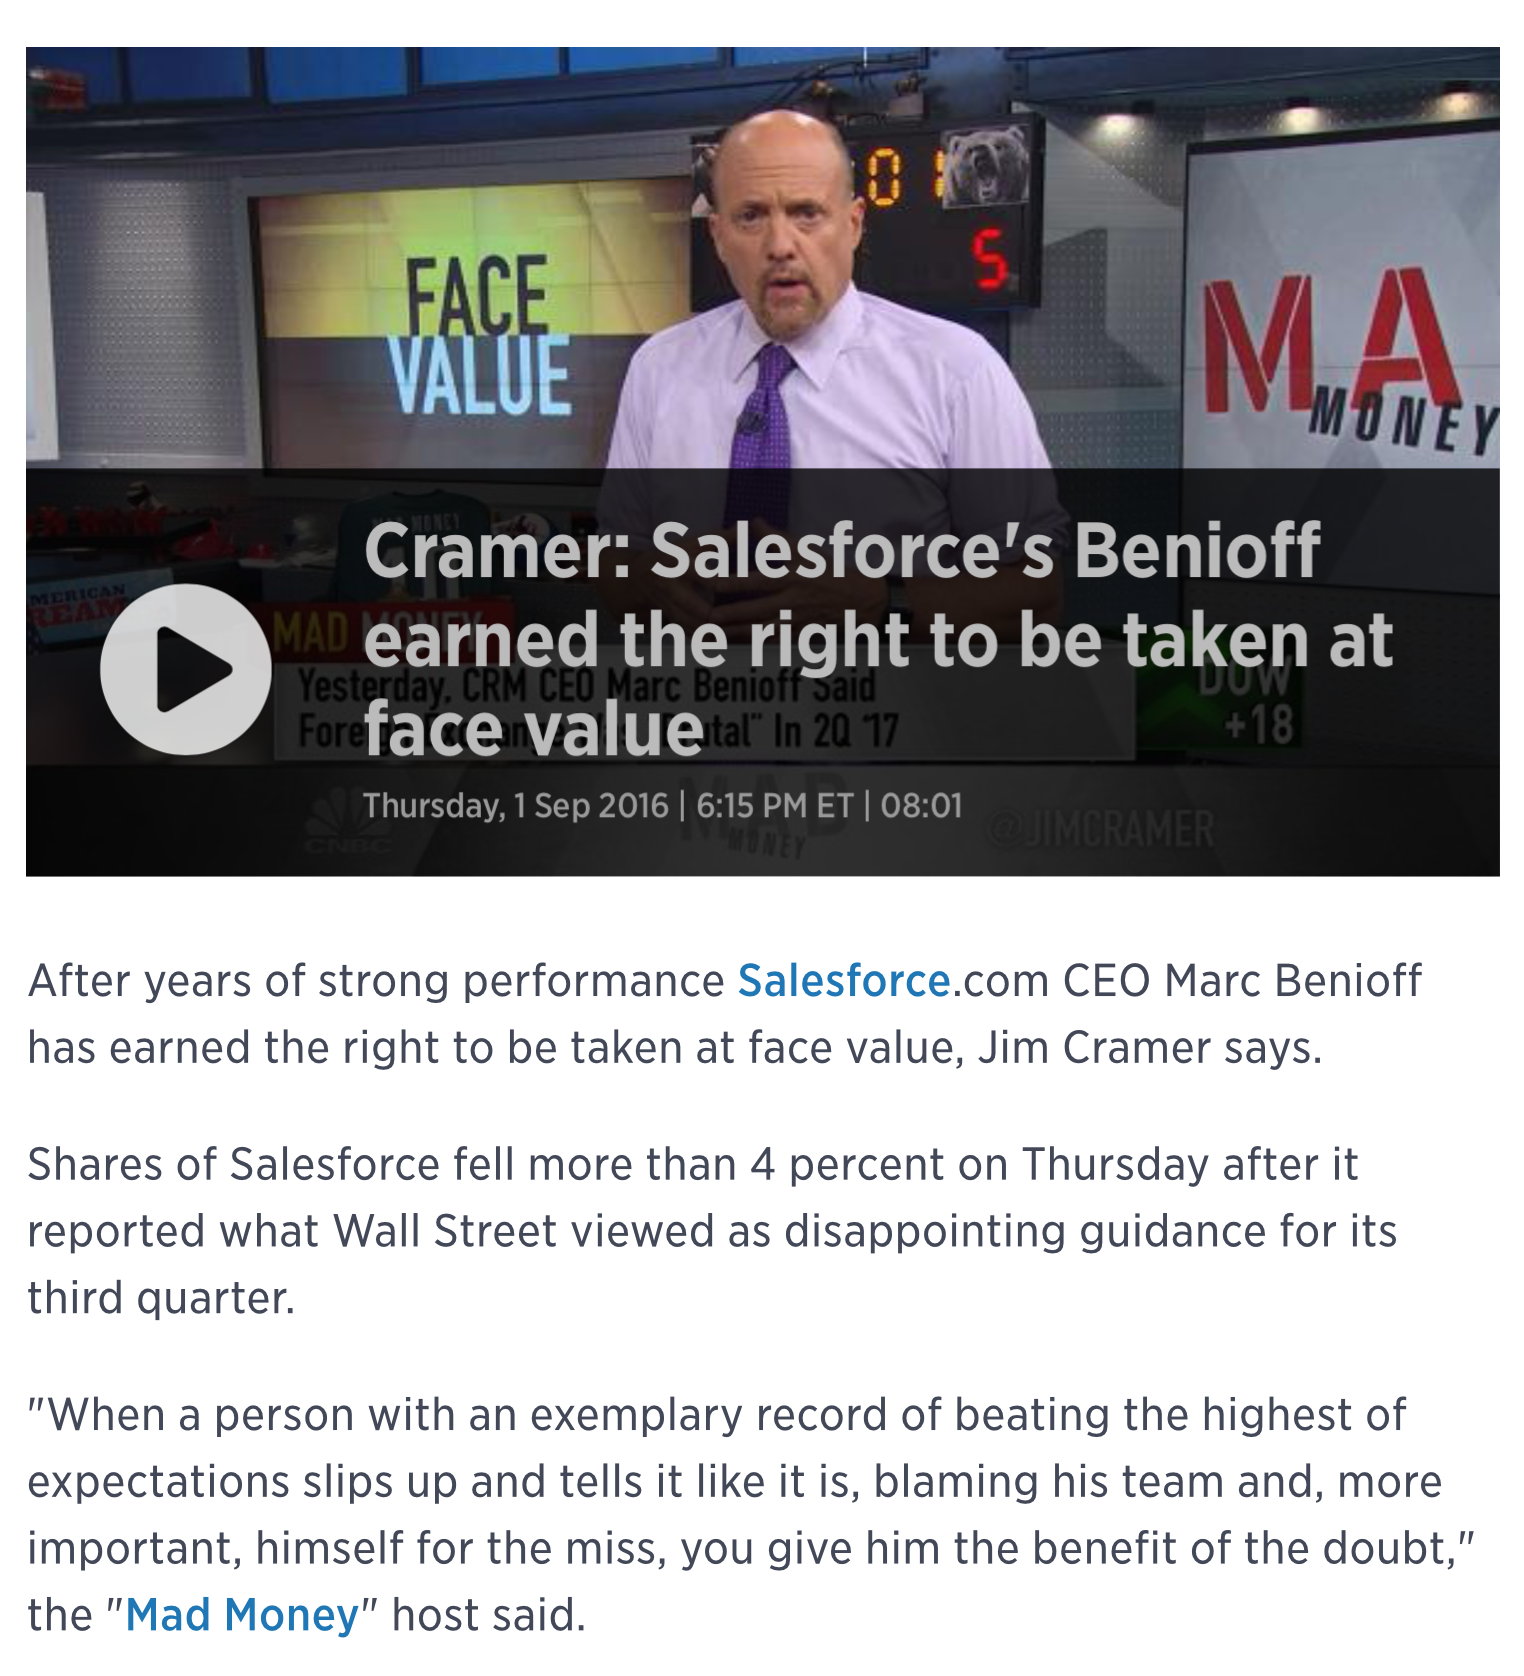 FACE
VALUE
01
5
MA
MONEY
Cramer: Salesforce's Benioff
earned the right to be taken at
face value
MAD MONEY
Yesterday, CRM CEO Marc Benioff Said
In 2Q '17
DOW
+18
Thursday, 1 Sep 2016 | 6:15 PM ET | 08:01
CNBC
MAD
MONEY
@JIMCRAMER
After years of strong performance Salesforce.com CEO Marc Benioff
has earned the right to be taken at face value, Jim Cramer says.
Shares of Salesforce fell more than 4 percent on Thursday after it
reported what Wall Street viewed as disappointing guidance for its
third quarter.
"When a person with an exemplary record of beating the highest of
expectations slips up and tells it like it is, blaming his team and, more
important, himself for the miss, you give him the benefit of the doubt,"
the "Mad Money" host said.